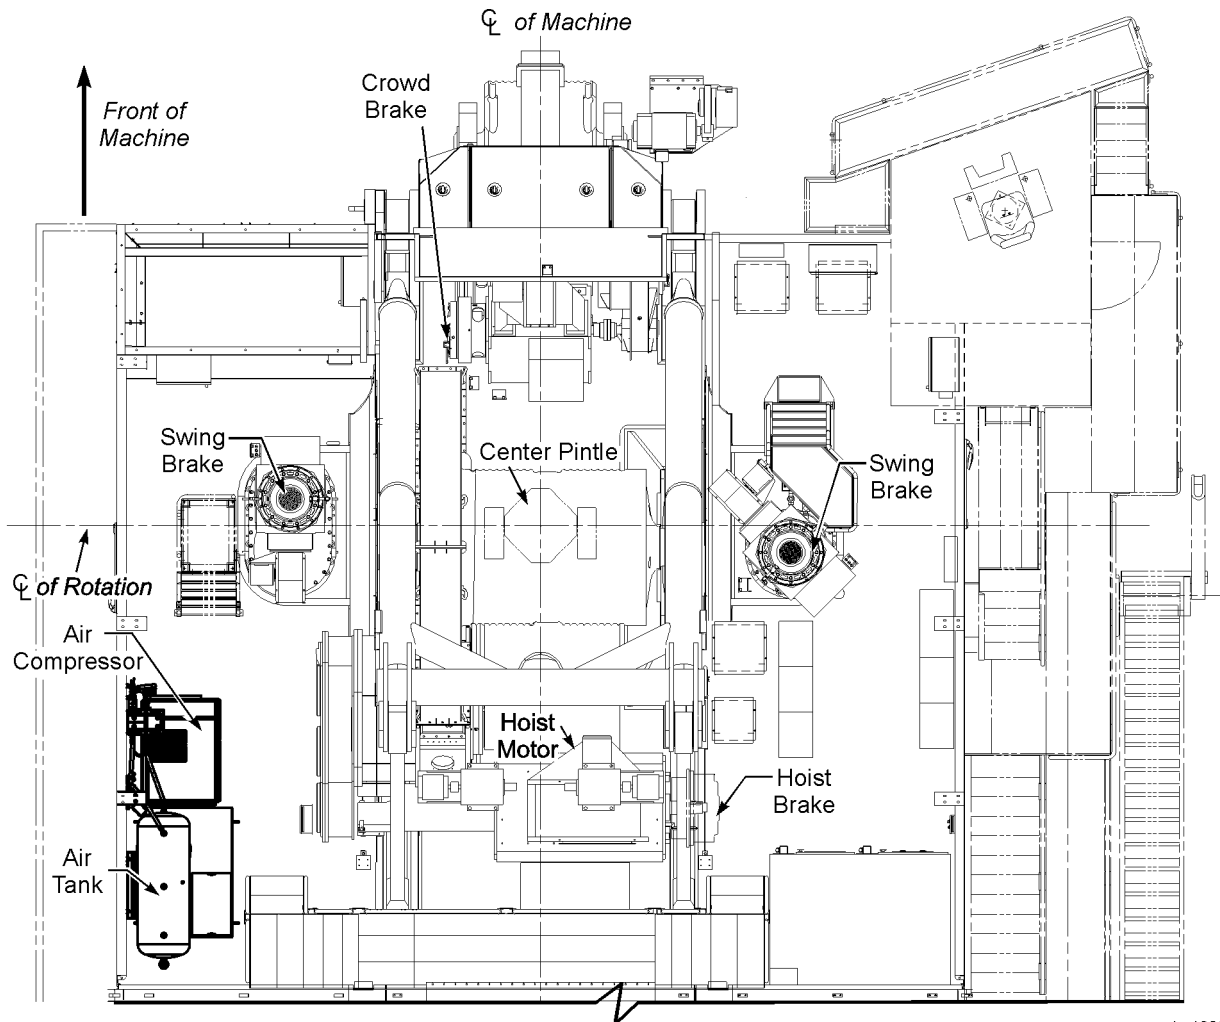 ℄ of Machine
Crowd
Brake
Front of
Machine
Swing
Brake
Center Pintle
Swing
Brake
℄ of Rotation
Air
Compressor
Hoist
Motor
Hoist
Brake
Air
Tank